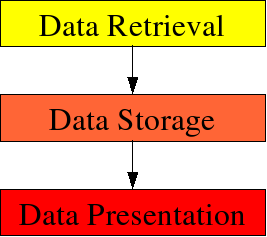 Data Retrieval
Data Storage
Data Presentation